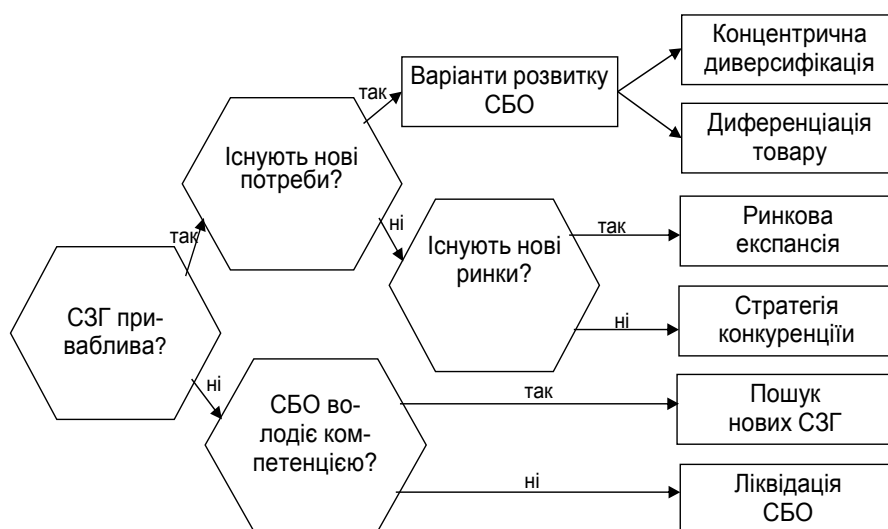 Концентрична
диверсифікація
Варіанти розвитку
СБО
так
Диференціація
товару
Існують нові
потреби?
ні
так
Існують нові
ринки?
так
Ринкова
експансія
СЗГ при-
ваблива?
ні
Стратегія
конкуренціїи
ні
СБО во-
лодіє ком-
петенцією?
так
Пошук
нових СЗГ
ні
Ліквідація
СБО